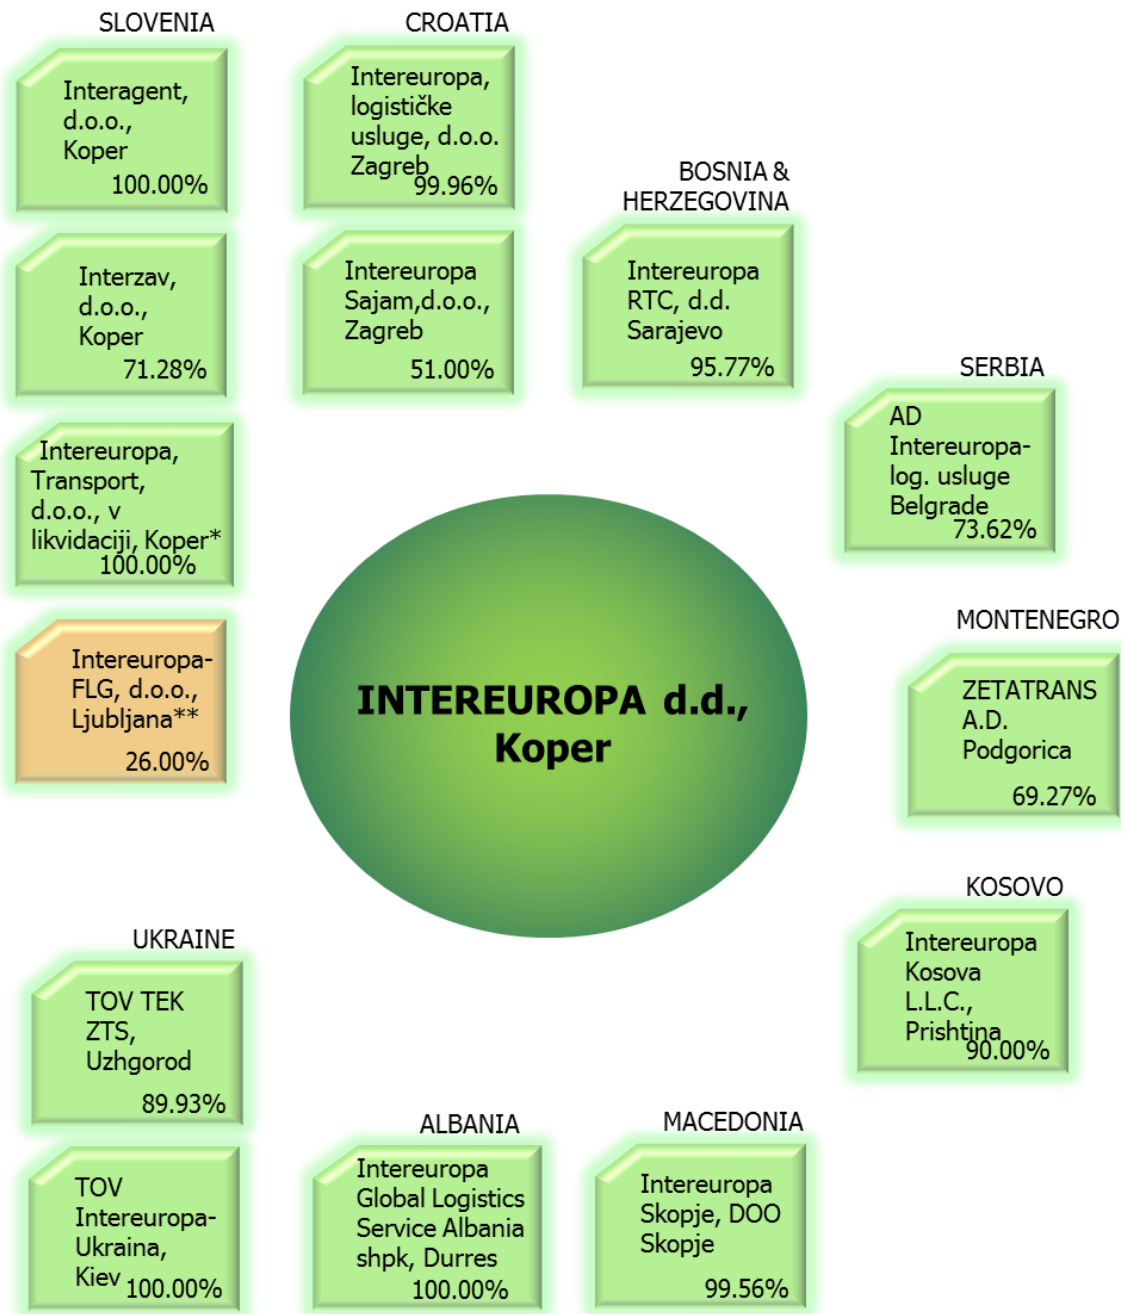 SLOVENIA
Interagent,
d.o.o.,
Koper
100.00%
Interzav,
d.o.o.,
Koper
71.28%
Intereuropa,
Transport,
d.o.o., v
likvidaciji, Koper*
100.00%
Intereuropa-
FLG, d.o.o.,
Ljubljana**
26.00%
CROATIA
Intereuropa,
logističke
usluge, d.o.o.
Zagreb
99.96%
Intereuropa
Sajam,d.o.o.,
Zagreb
51.00%
BOSNIA &
HERZEGOVINA
Intereuropa
RTC, d.d.
Sarajevo
95.77%
SERBIA
AD
Intereuropa-
log. usluge
Belgrade
73.62%
INTEREUROPA d.d.,
Koper
MONTENEGRO
ZETATRANS
A.D.
Podgorica
69.27%
KOSOVO
Intereuropa
Kosova
L.L.C.,
Prishtina
90.00%
UKRAINE
TOV TEK
ZTS,
Uzhgorod
89.93%
TOV
Intereuropa-
Ukraina,
Kiev
100.00%
ALBANIA
Intereuropa
Global Logistics
Service Albania
shpk, Durres
100.00%
MACEDONIA
Intereuropa
Skopje, DOO
Skopje
99.56%